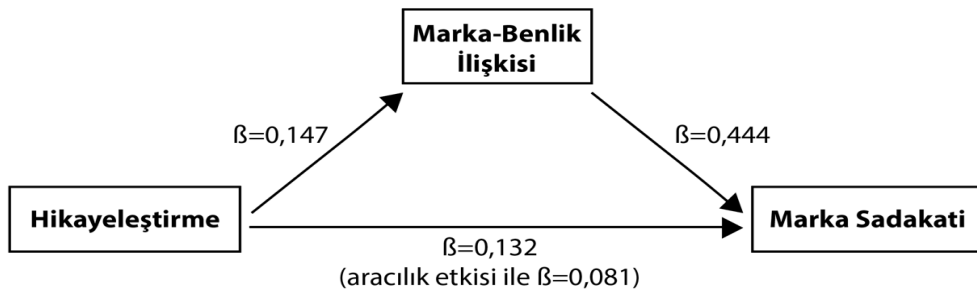 Marka-Benlik
İlişkisi
ß=0,147
ß=0,444
Hikayeleştirme
Marka Sadakati
ß=0,132
(aracılık etkisi ile ß=0,081)